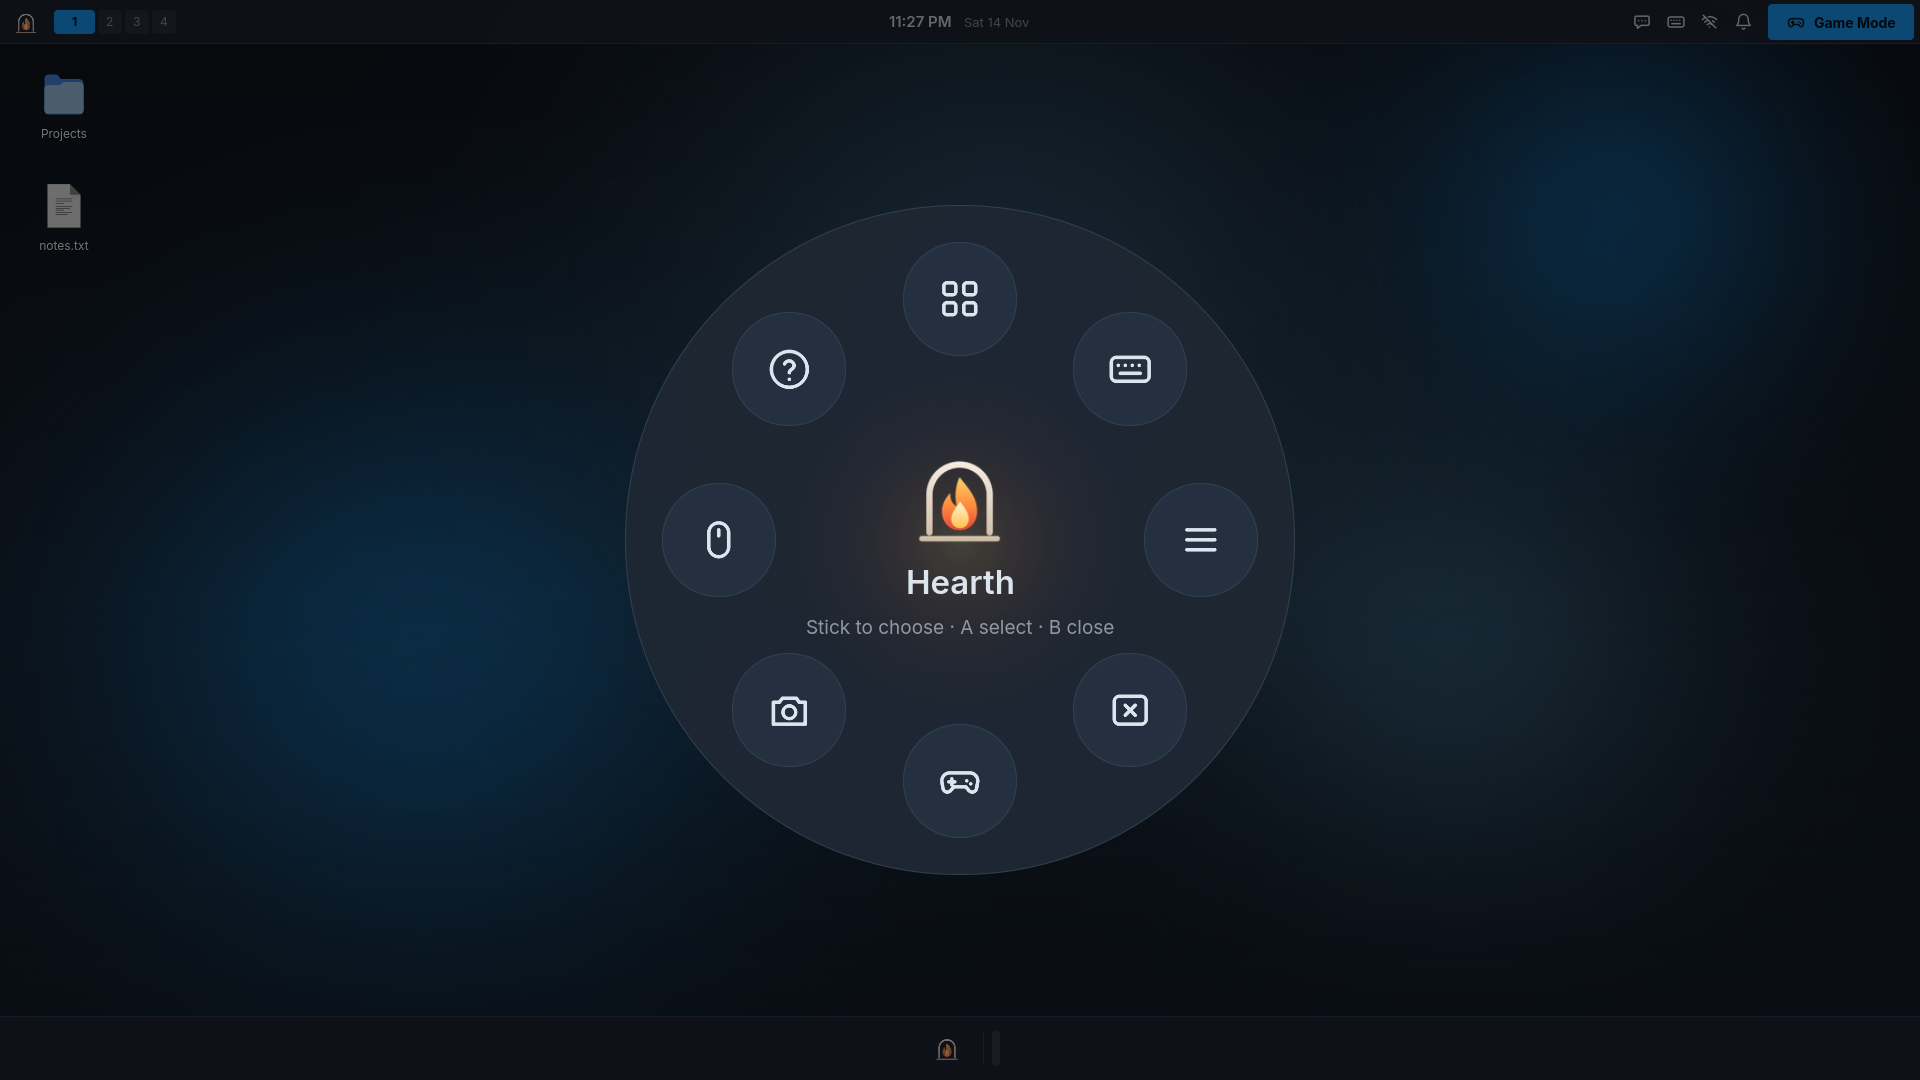 1 2 3 4
11:27 PM Sat 14 Nov
Game Mode
Projects
notes.txt
Hearth
Stick to choose · A select · B close